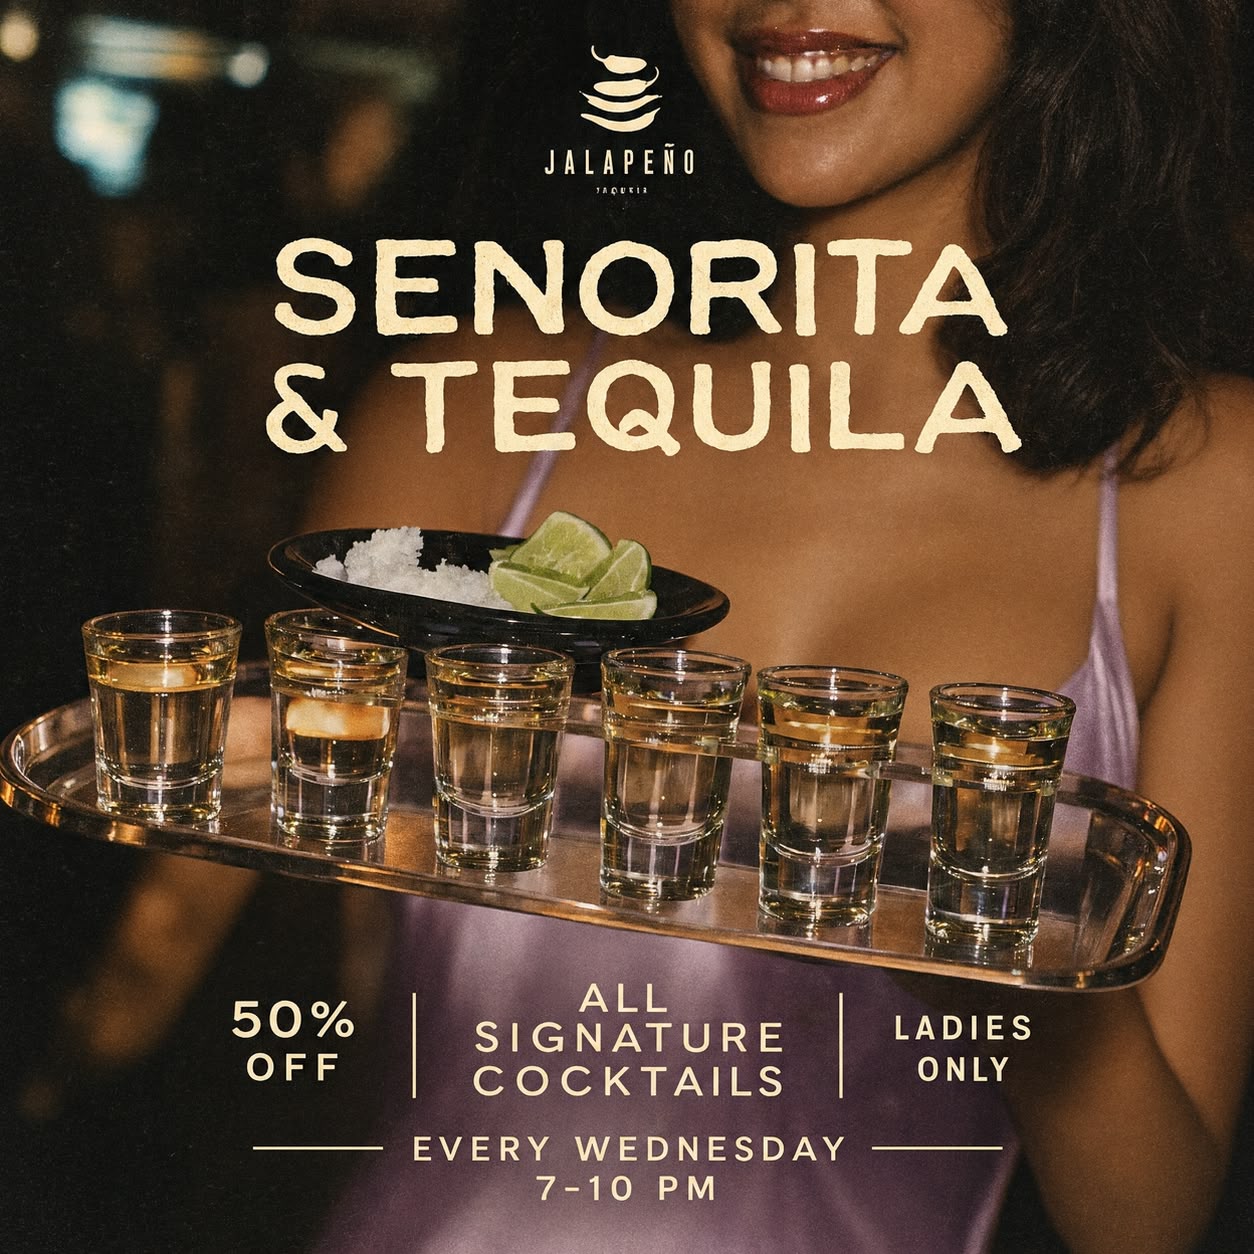 JALAPEÑO
SENORITA
& TEQUILA
50%
OFF
ALL
SIGNATURE
COCKTAILS
LADIES
ONLY
EVERY WEDNESDAY
7-10 PM